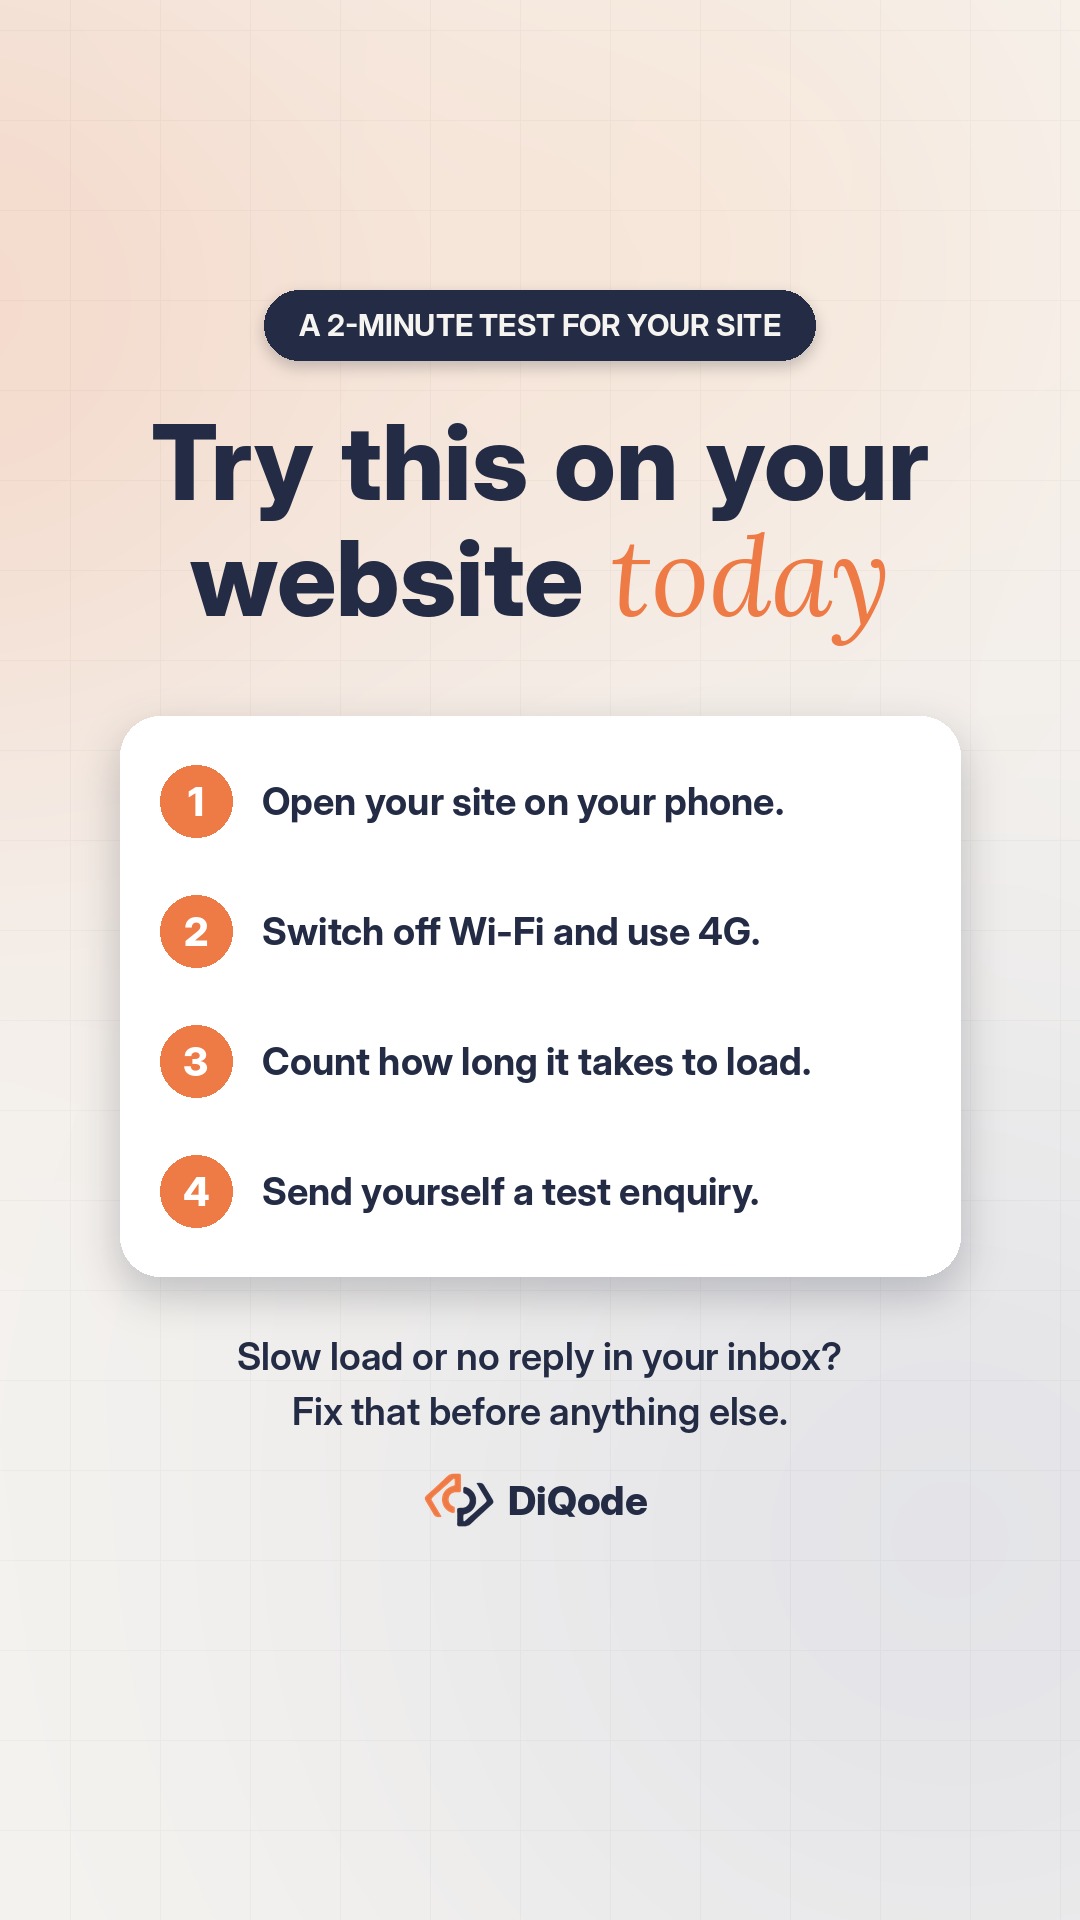 A 2-MINUTE TEST FOR YOUR SITE
Try this on your
website today
1 Open your site on your phone.
2 Switch off Wi-Fi and use 4G.
3 Count how long it takes to load.
4 Send yourself a test enquiry.
Slow load or no reply in your inbox?
Fix that before anything else.
DiQode